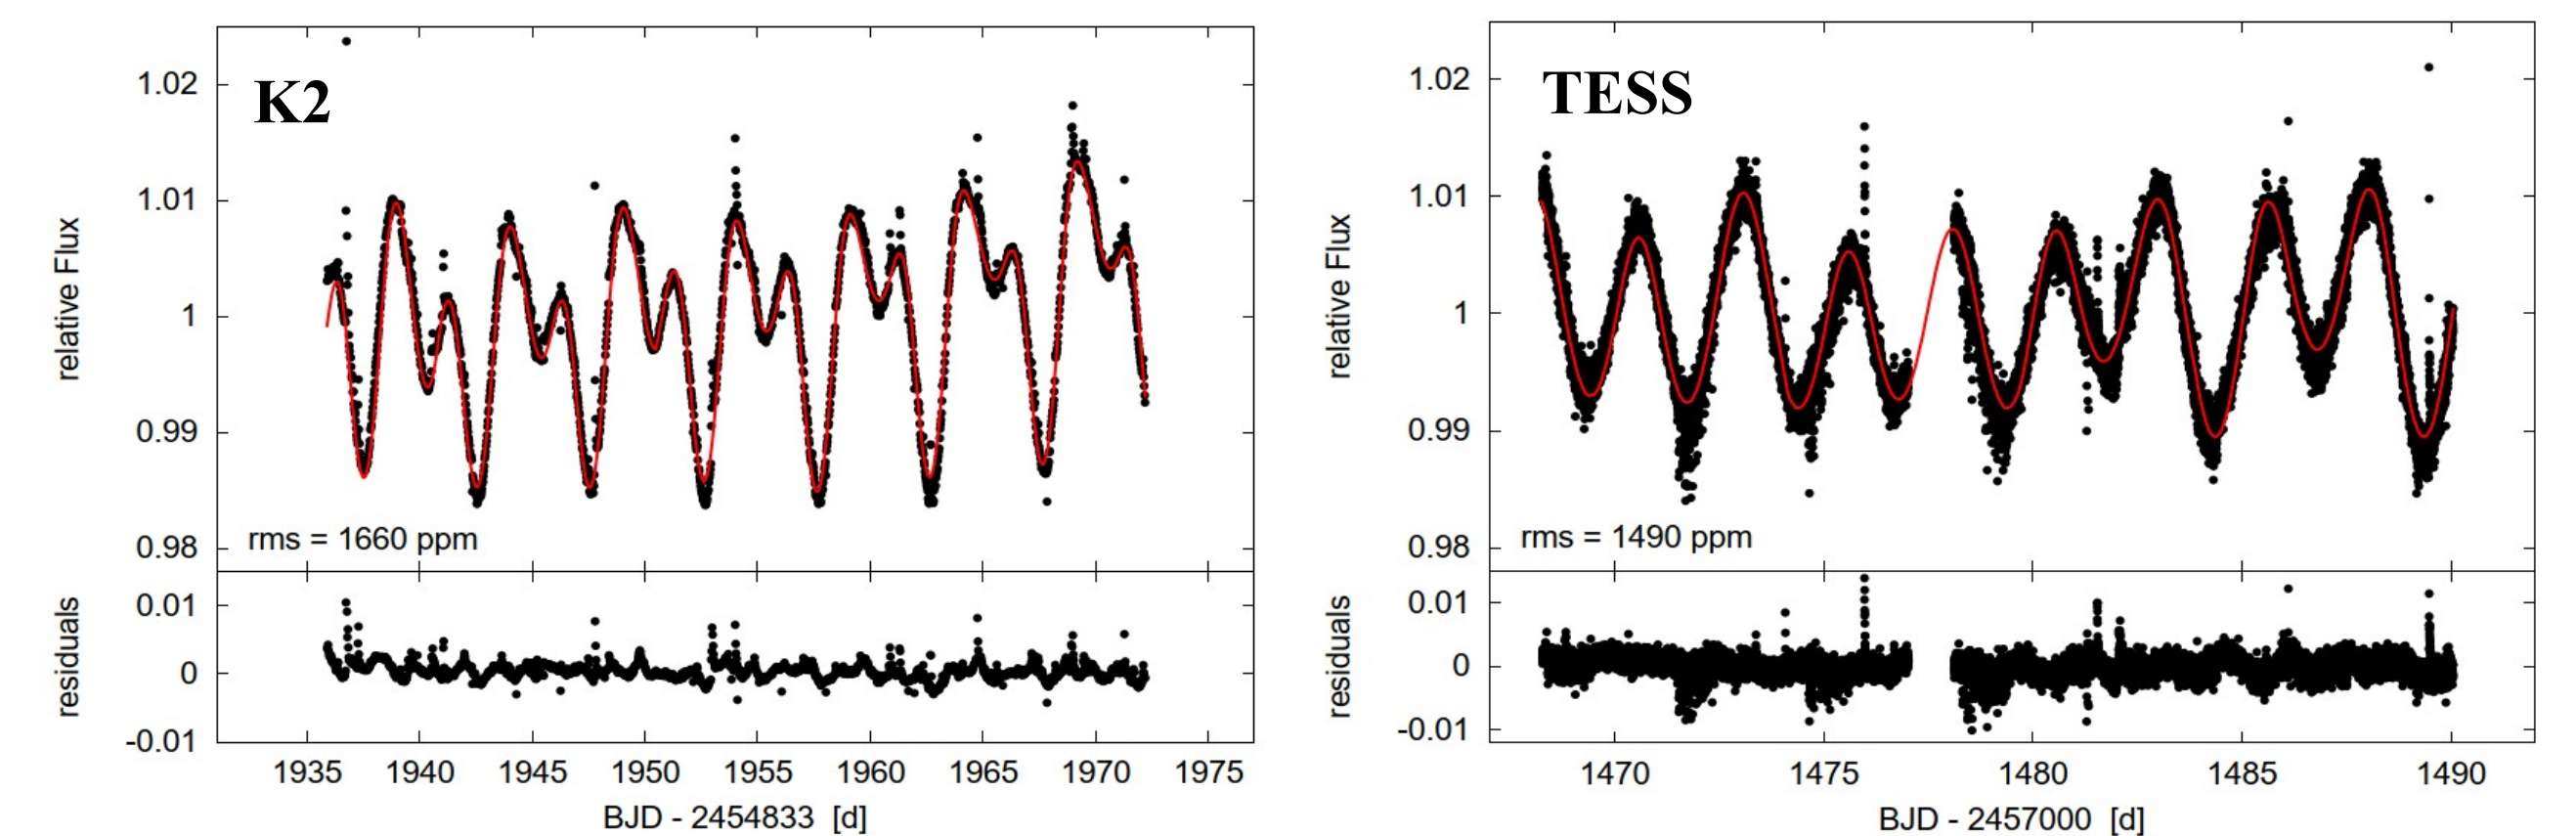 K2
relative Flux
1.02
1.01
1
0.99
0.98
rms = 1660 ppm
residuals
0.01
0
-0.01
1935 1940 1945 1950 1955 1960 1965 1970 1975
BJD - 2454833 [d]
TESS
relative Flux
1.02
1.01
1
0.99
0.98
rms = 1490 ppm
residuals
0.01
0
-0.01
1470 1475 1480 1485 1490
BJD - 2457000 [d]